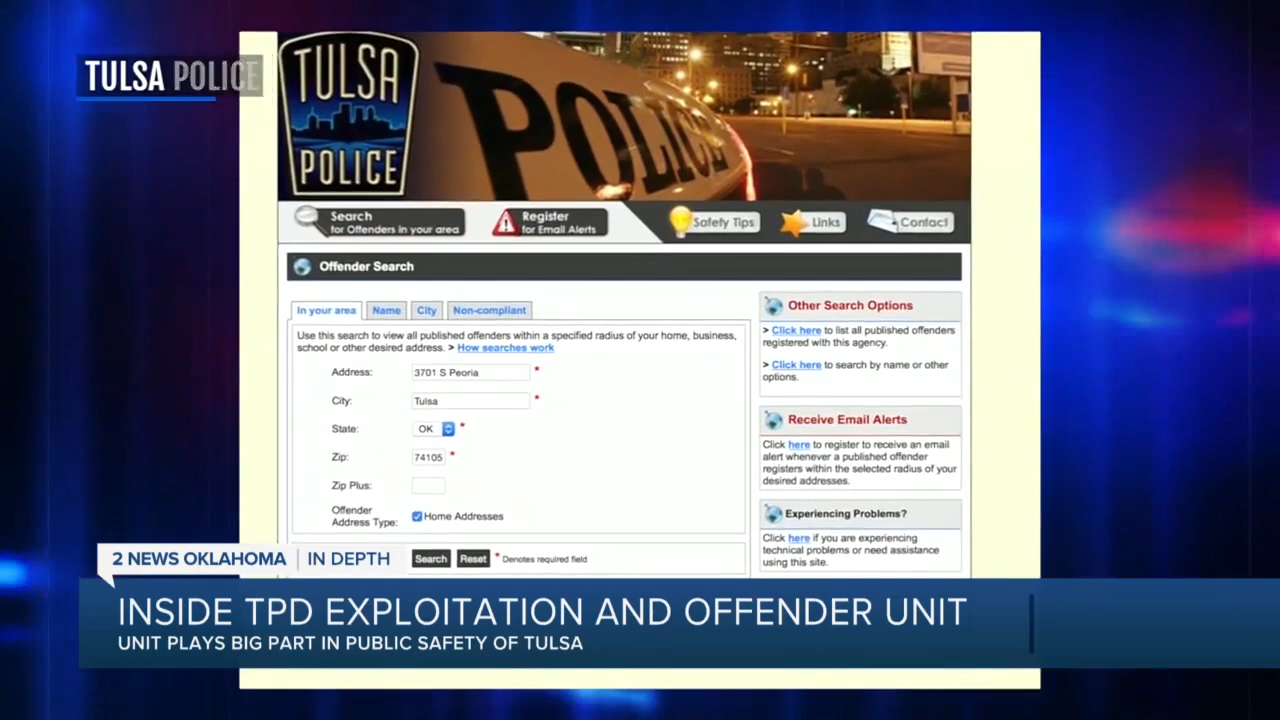 TULSA POLICE
TULSA
POLICE
POLICE
Search
for Offenders in your area
Register
for Email Alerts
Safety Tips
Links
Contact
Offender Search
In your area
Name
City
Non-compliant
Use this search to view all published offenders within a specified radius of your home, business,
school or other desired address. > How searches work
Address: 3701 S Peoria *
City: Tulsa *
State: OK *
Zip: 74105 *
Zip Plus:
Offender
Address Type: Home Addresses
Search Reset * Denotes required field
Other Search Options
> Click here to list all published offenders
registered with this agency.
> Click here to search by name or other
options.
Receive Email Alerts
Click here to register to receive an email
alert whenever a published offender
registers within the selected radius of your
desired addresses.
Experiencing Problems?
Click here if you are experiencing
technical problems or need assistance
using this site.
2 NEWS OKLAHOMA | IN DEPTH
INSIDE TPD EXPLOITATION AND OFFENDER UNIT
UNIT PLAYS BIG PART IN PUBLIC SAFETY OF TULSA